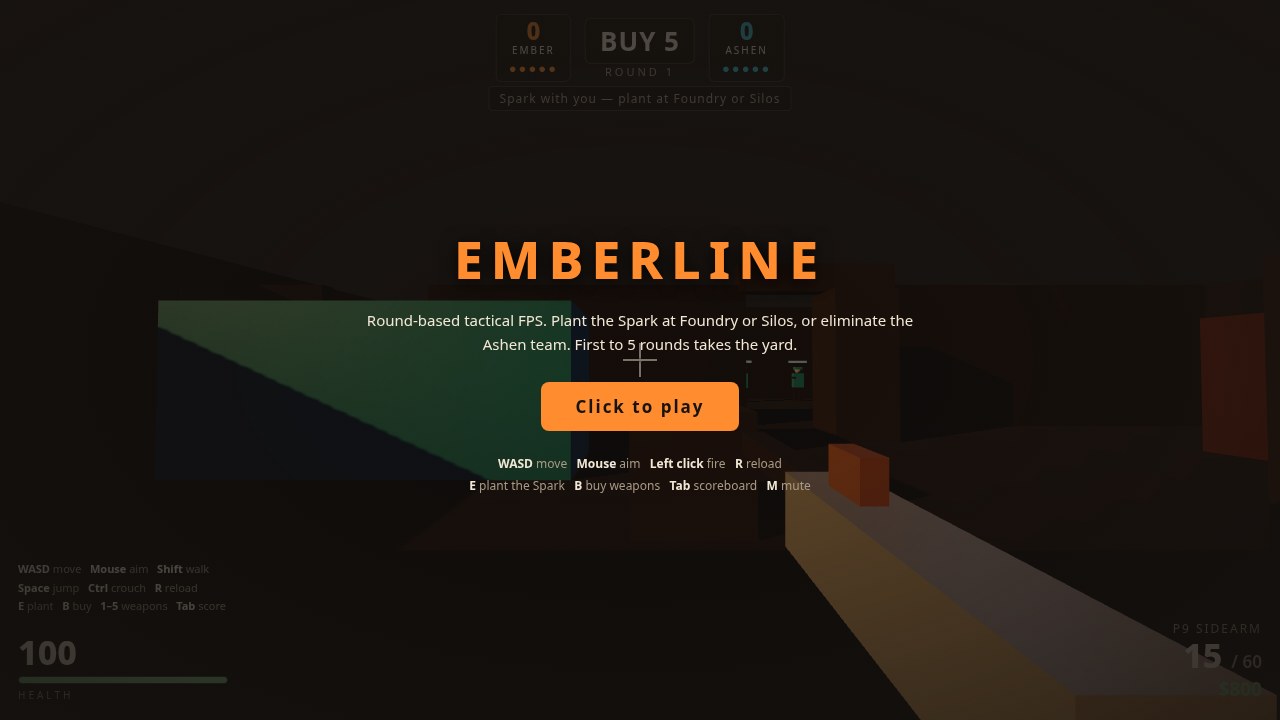 0
EMBER
BUY 5
ROUND 1
0
ASHEN
Spark with you — plant at Foundry or Silos
EMBERLINE
Round-based tactical FPS. Plant the Spark at Foundry or Silos, or eliminate the
Ashen team. First to 5 rounds takes the yard.
Click to play
WASD move Mouse aim Left click fire R reload
E plant the Spark B buy weapons Tab scoreboard M mute
WASD move Mouse aim Shift walk
Space jump Ctrl crouch R reload
E plant B buy 1–5 weapons Tab score
100
HEALTH
P9 SIDEARM
15 / 60
$800